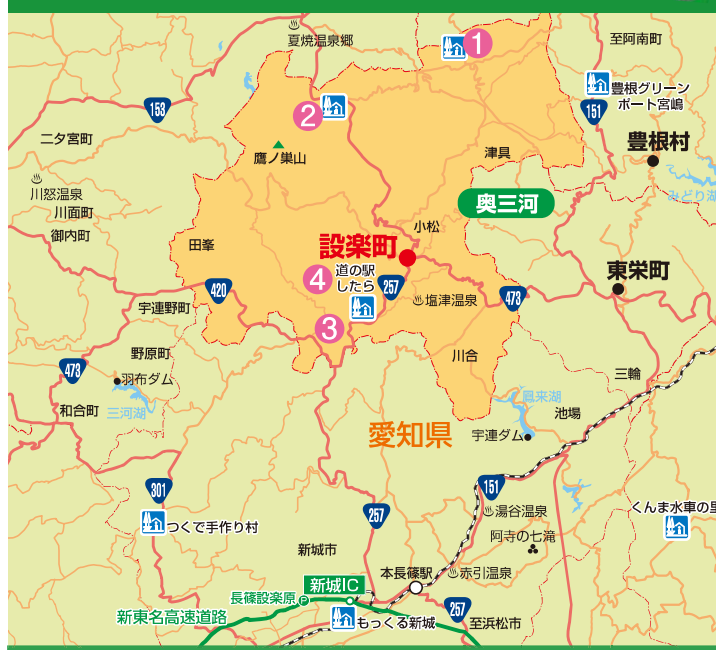 夏焼温泉郷
1
至阿南町
153
2
豊根グリーン
ポート宮嶋
151
二タ宮町
豊根村
鷹ノ巣山
津具
川怒温泉
みどり湖
川面町
奥三河
御内町
小松
田峯
設楽町
4
道の駅
したら
東栄町
420
257
塩津温泉
473
宇連野町
3
野原町
川合
473
羽布ダム
三輪
鳳来湖
和合町
三河湖
池場
愛知県
宇連ダム
301
151
つくで手作り村
257
湯谷温泉
くんま水車の里
阿寺の七滝
新城市
本長篠駅
赤引温泉
新城IC
長篠設楽原
P
257
新東名高速道路
もっくる新城
至浜松市